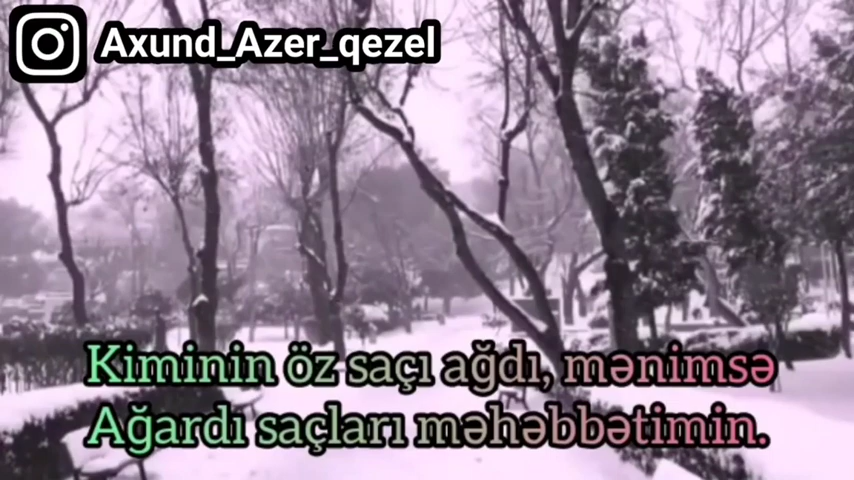 Axund_Azer_qezel
Kiminin öz saçı ağdı, mənimsə
Ağardı saçları məhəbbətimin.